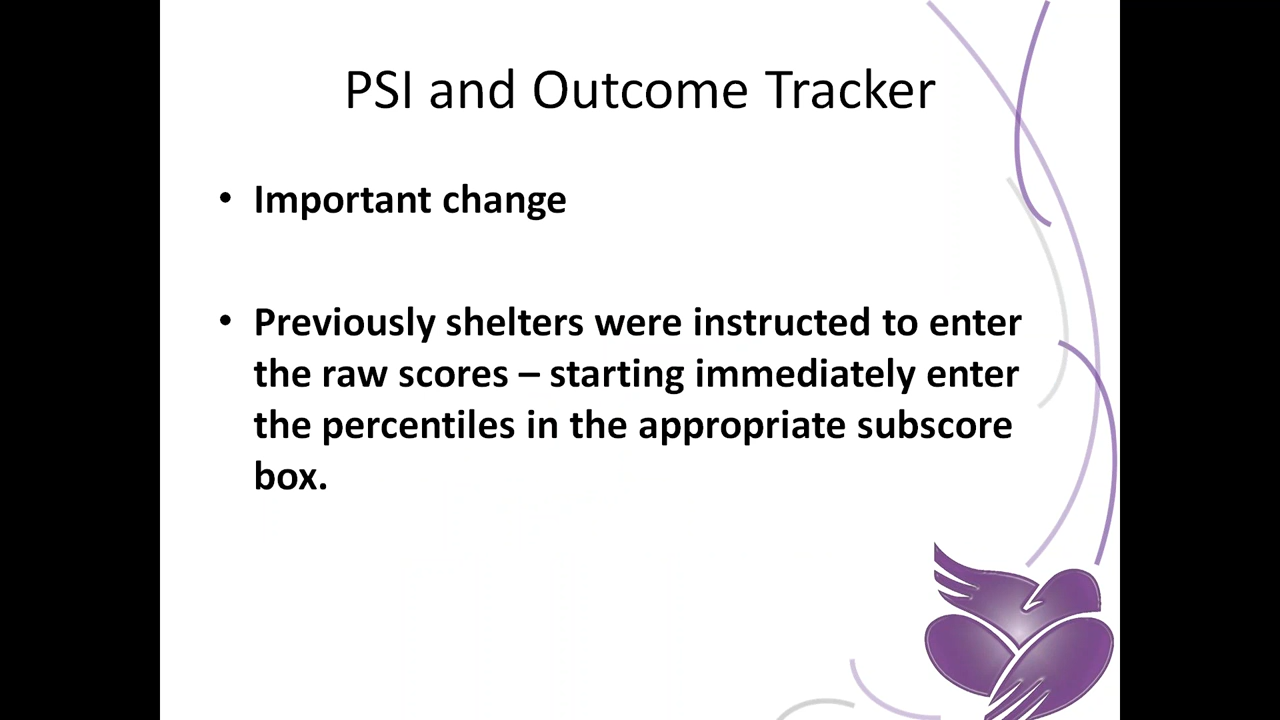 PSI and Outcome Tracker
• Important change
• Previously shelters were instructed to enter
the raw scores – starting immediately enter
the percentiles in the appropriate subscore
box.